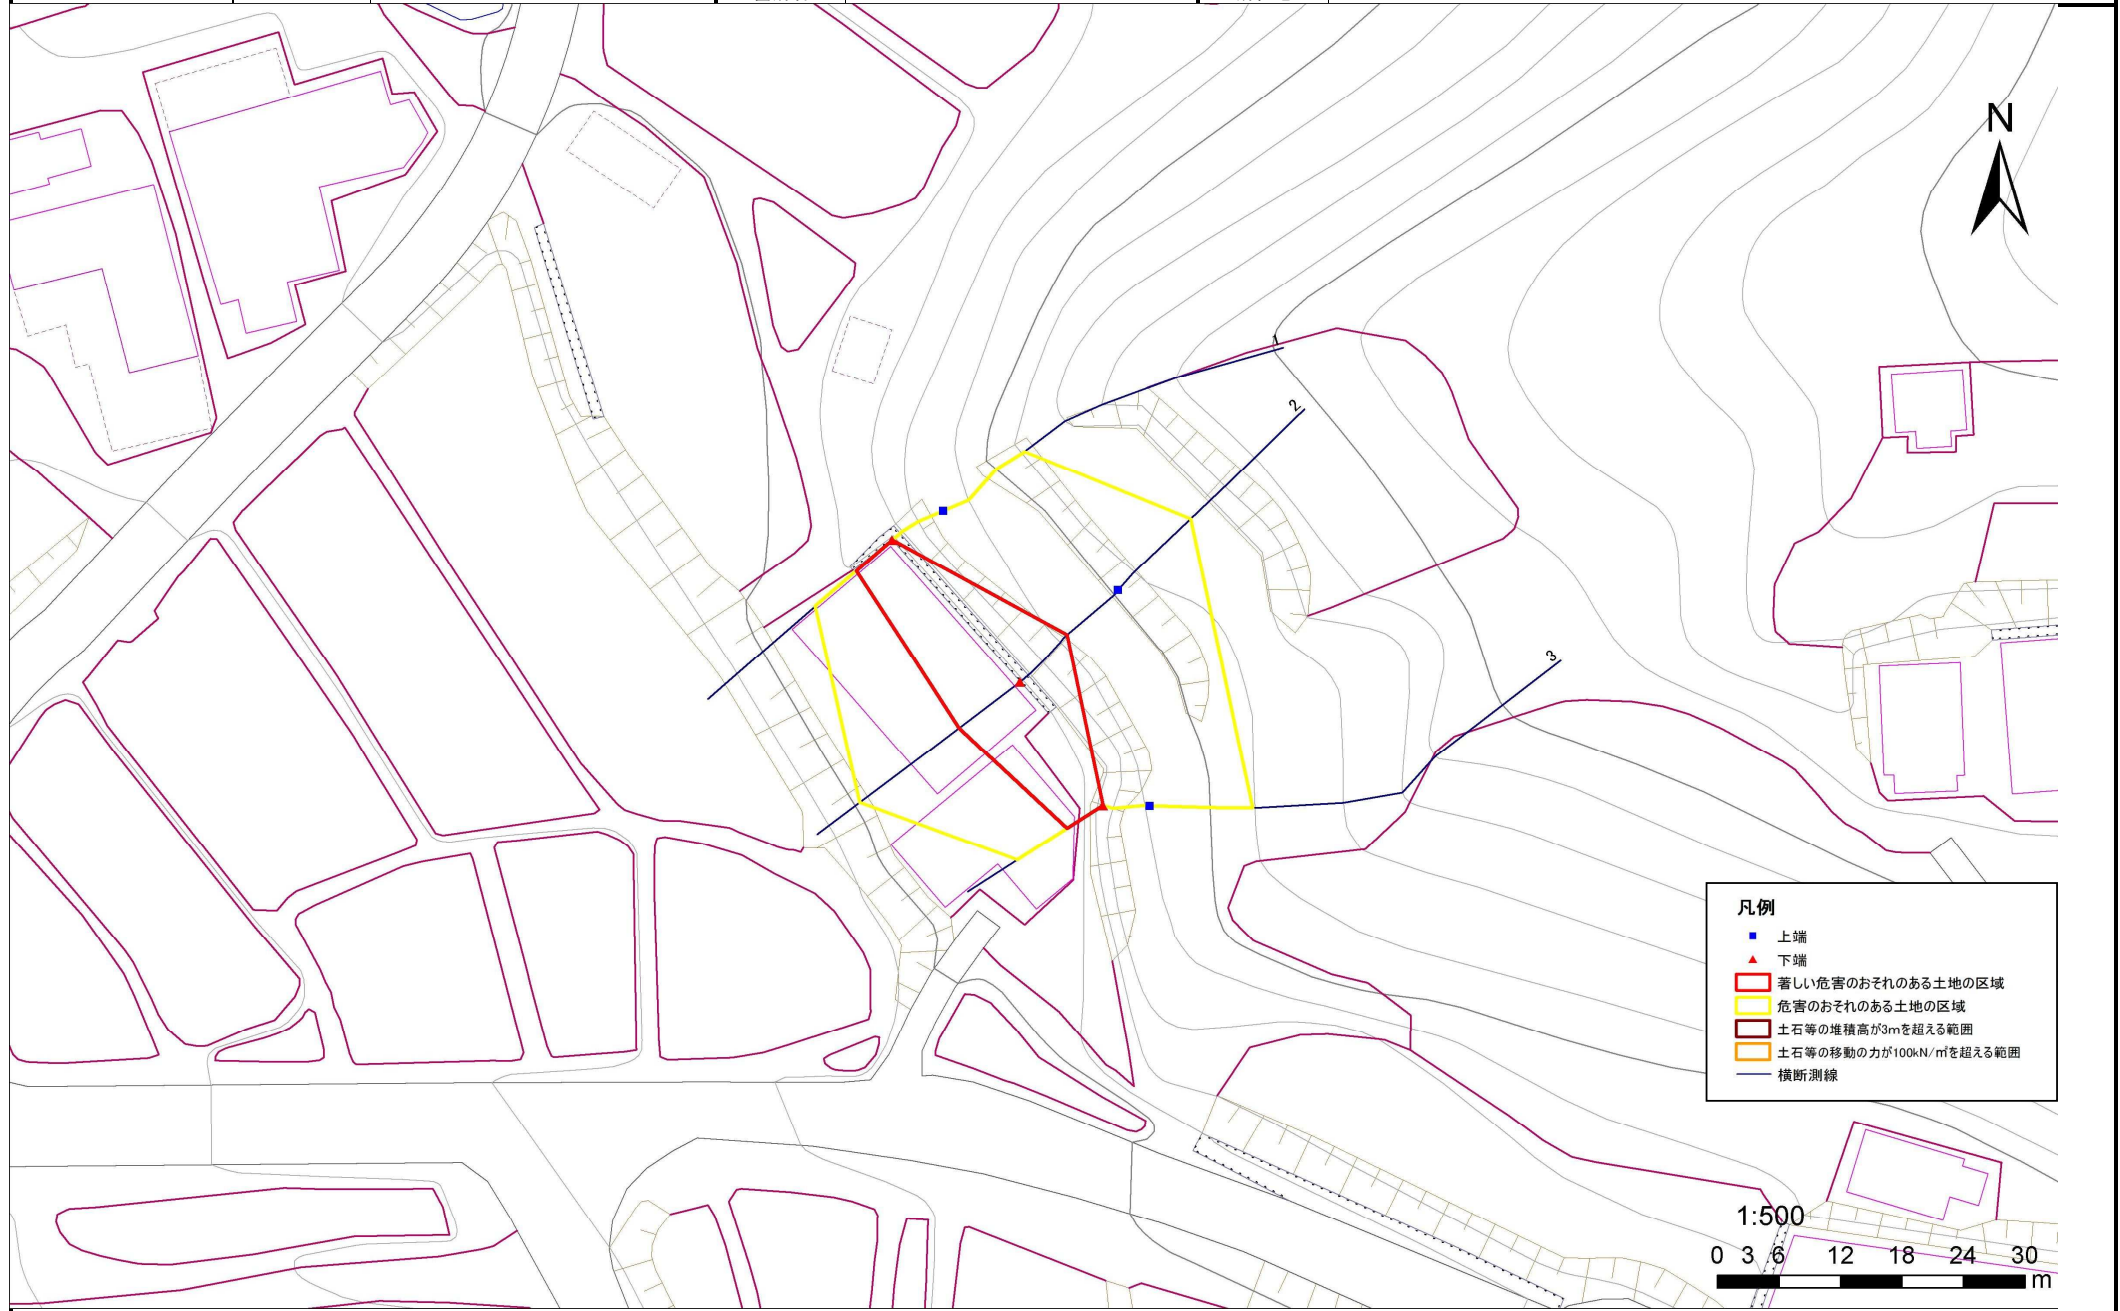 N
1
2
3
凡例
上端
下端
著しい危害のおそれのある土地の区域
危害のおそれのある土地の区域
土石等の堆積高が3mを超える範囲
土石等の移動の力が100kN/㎡を超える範囲
横断測線
1:500
0 3 6 12 18 24 30
m